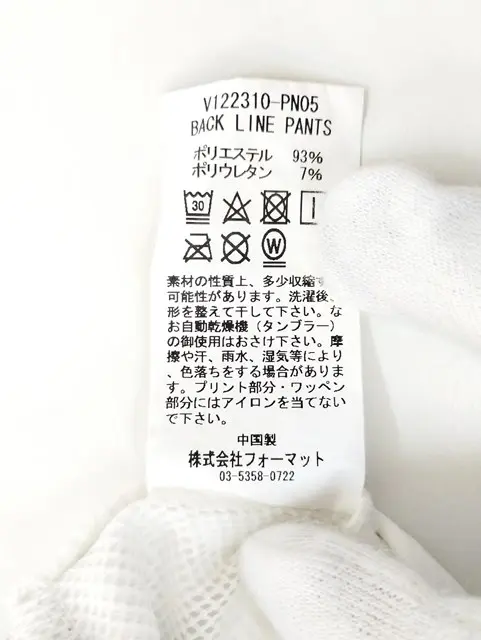 V122310-PN05
BACK LINE PANTS
ポリエステル 93%
ポリウレタン 7%
30
W
素材の性質上、多少収縮す
可能性があります。洗濯後、
形を整えて干して下さい。な
お自動乾燥機（タンブラー）
の御使用はおさけ下さい。摩
擦や汗、雨水、湿気等により
、色落ちをする場合がありま
す。プリント部分・ワッペン
部分にはアイロンを当てない
で下さい。
中国製
株式会社フォーマット
03-5358-0722